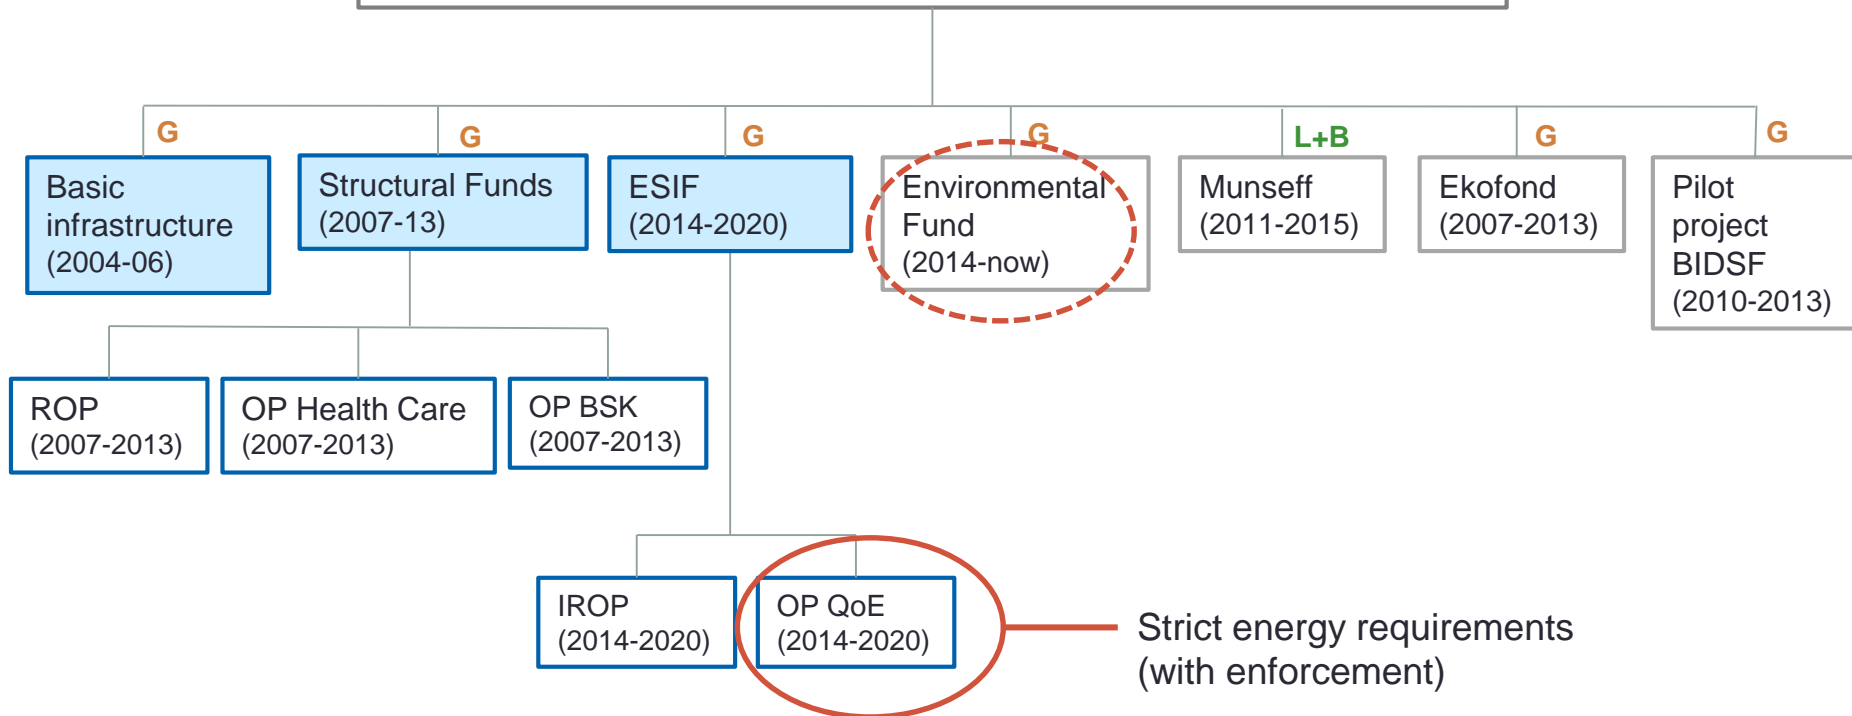 G
G
G
G
L+B
G
G
Basic
infrastructure
(2004-06)
Structural Funds
(2007-13)
ESIF
(2014-2020)
Environmental
Fund
(2014-now)
Munseff
(2011-2015)
Ekofond
(2007-2013)
Pilot
project
BIDSF
(2010-2013)
ROP
(2007-2013)
OP Health Care
(2007-2013)
OP BSK
(2007-2013)
IROP
(2014-2020)
OP QoE
(2014-2020)
Strict energy requirements
(with enforcement)